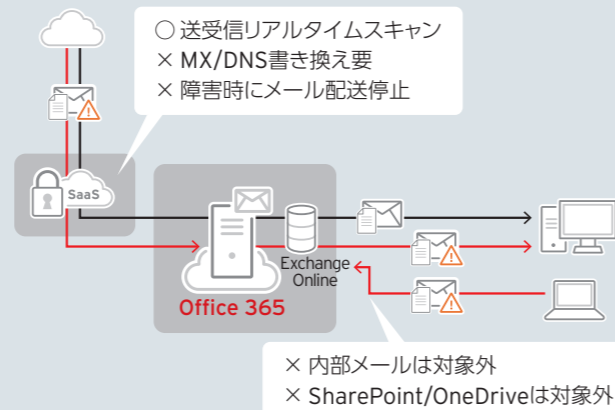 ○ 送受信リアルタイムスキャン
× MX/DNS書き換え要
× 障害時にメール配送停止
SaaS
Exchange
Online
Office 365
× 内部メールは対象外
× SharePoint/OneDriveは対象外